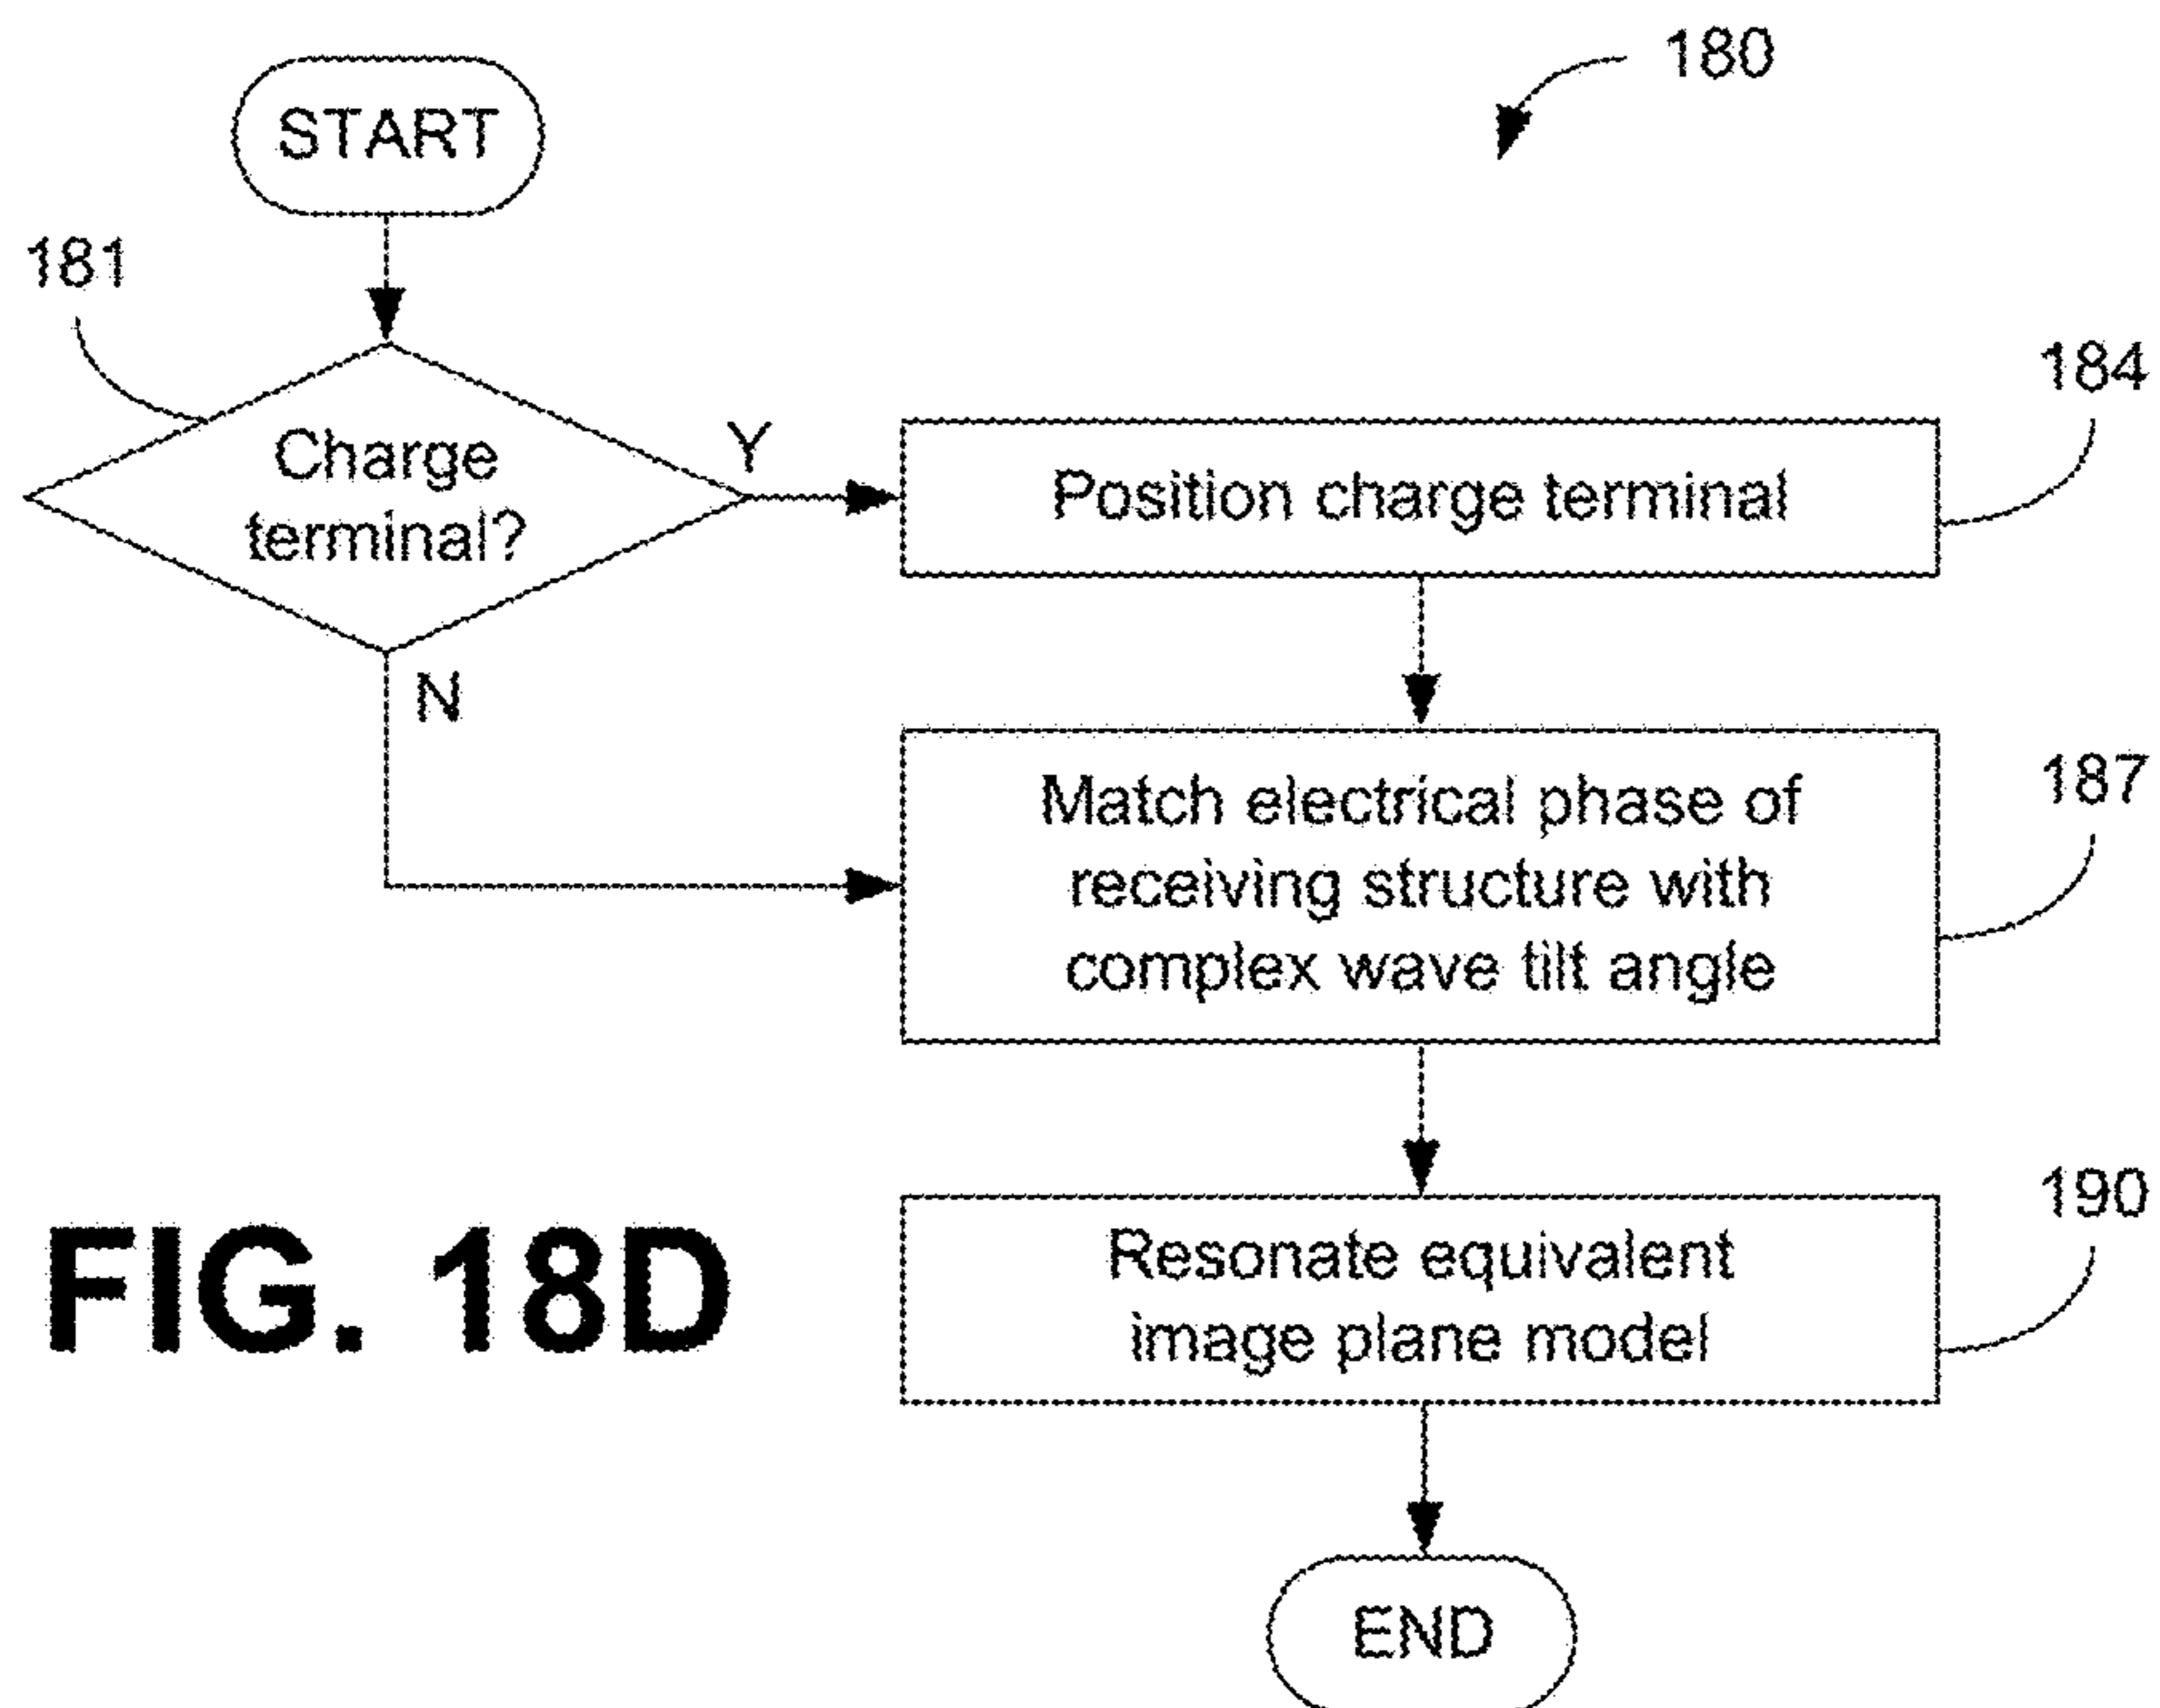 180
START
181
Charge
terminal?
Y
N
184
Position charge terminal
187
Match electrical phase of
receiving structure with
complex wave tilt angle
190
Resonate equivalent
image plane model
END
FIG. 18D